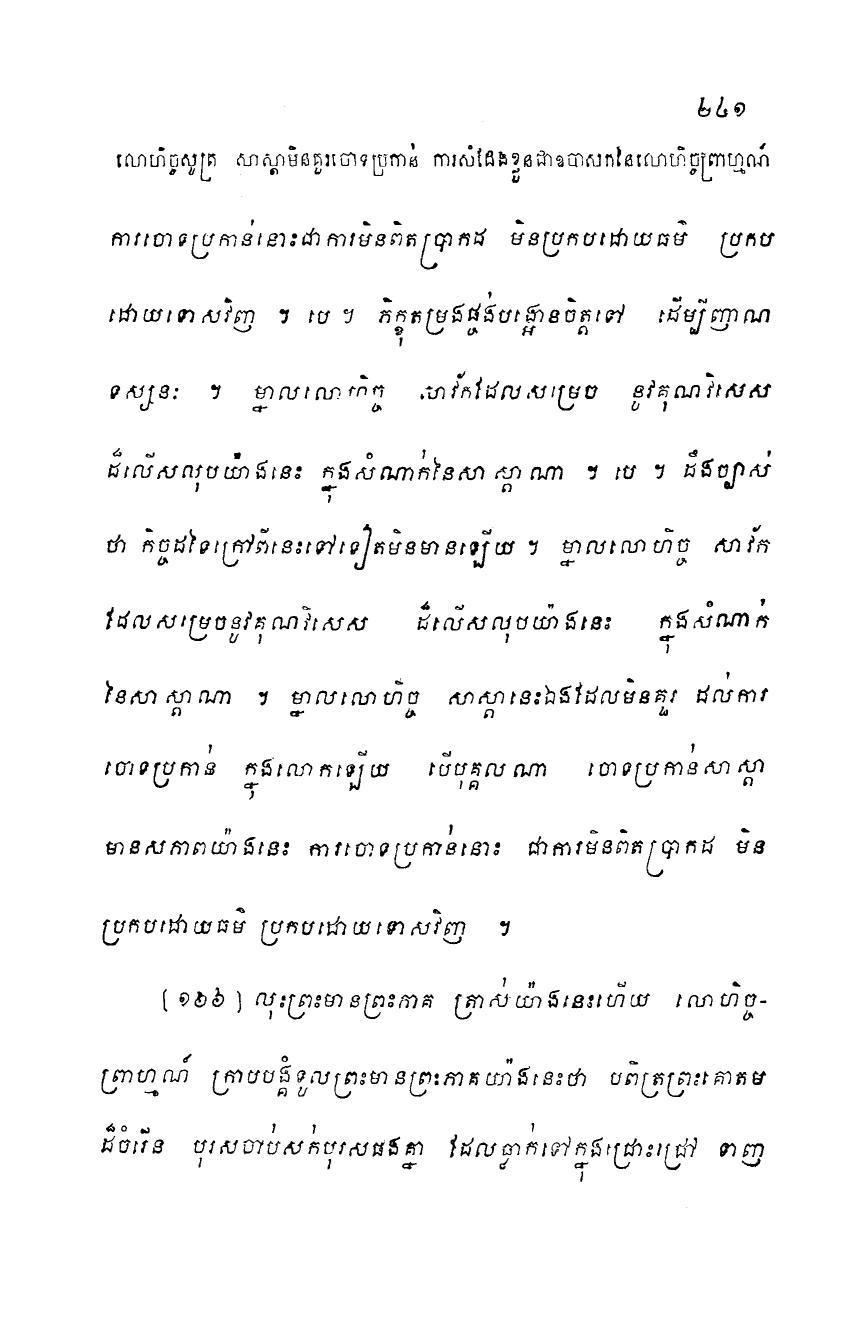 ២៤១
លោហិច្ចសូត្រ សាស្តាមិនគួរចោទប្រកាន់ ការសំដែងខ្លួនជាឧបាសកនៃលោហិច្ចព្រាហ្មណ៍
ការចោទប្រកាន់នោះជាការមិនពិតប្រាកដ មិនប្រកបដោយធម៌ ប្រកប
ដោយទោសវិញ ។ បេ ។ ភិក្ខុតម្រង់ផ្ចង់បង្អោនចិត្តទៅ ដើម្បីញាណ
ទស្សនៈ ។ ម្នាលលោហិច្ច សាវ័កដែលសម្រេច នូវគុណវិសេស
ដ៏លើសលុបយ៉ាងនេះ ក្នុងសំណាក់នៃសាស្តាណា ។ បេ ។ ដឹងច្បាស់
ថា កិច្ចដទៃក្រៅពីនេះទៅទៀតមិនមានឡើយ ។ ម្នាលលោហិច្ច សាវ័ក
ដែលសម្រេចនូវគុណវិសេស ដ៏លើសលុបយ៉ាងនេះ ក្នុងសំណាក់
នៃសាស្តាណា ។ ម្នាលលោហិច្ច សាស្តានេះឯងដែលមិនគួរ ដល់ការ
ចោទប្រកាន់ ក្នុងលោកឡើយ បើបុគ្គលណា ចោទប្រកាន់សាស្តា
មានសភាពយ៉ាងនេះ ការចោទប្រកាន់នោះ ជាការមិនពិតប្រាកដ មិន
ប្រកបដោយធម៌ ប្រកបដោយទោសវិញ ។
(១៦៦) លុះព្រះមានព្រះភាគ ត្រាស់យ៉ាងនេះហើយ លោហិច្ច-
ព្រាហ្មណ៍ ក្រាបបង្គំទូលព្រះមានព្រះភាគយ៉ាងនេះថា បពិត្រព្រះគោតម
ដ៏ចំរើន បុរសចាប់សក់បុរសផងគ្នា ដែលធ្លាក់ទៅក្នុងជ្រោះជ្រៅ ទាញ